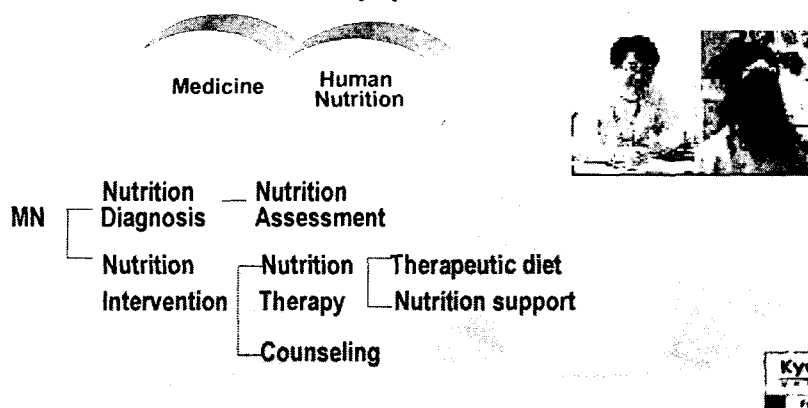 Medicine
Human
Nutrition
MN
Nutrition
Diagnosis
Nutrition
Assessment
Nutrition
Intervention
Nutrition
Therapy
Therapeutic diet
Nutrition support
Counseling